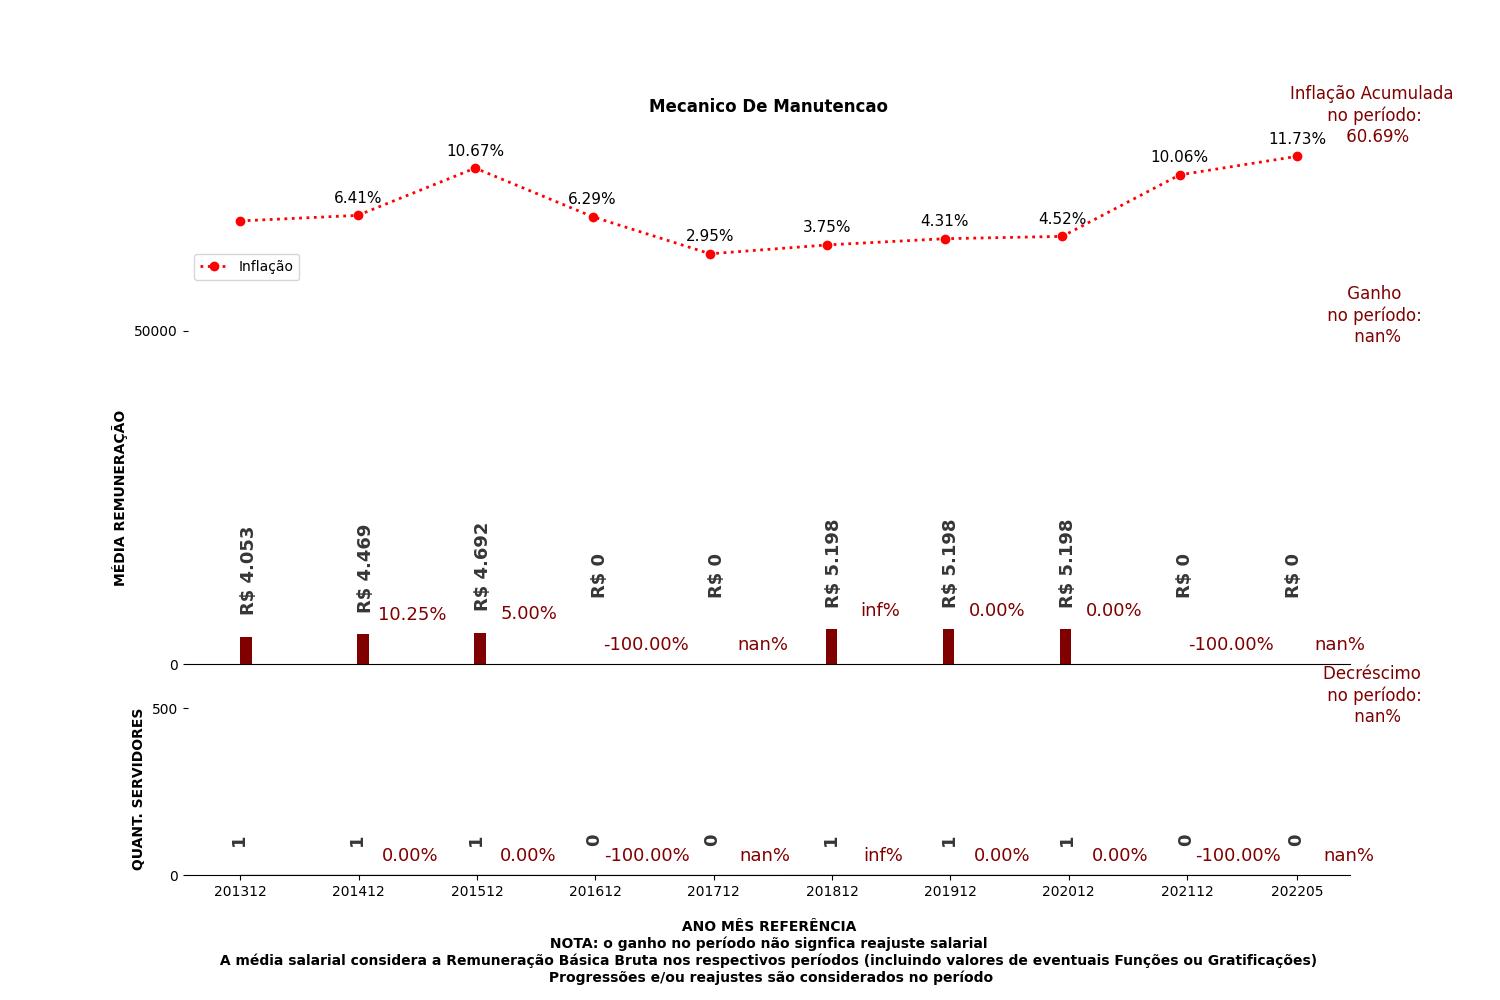 Mecanico De Manutencao
Inflação Acumulada
no período:
60.69%
6.41%
10.67%
6.29%
2.95%
3.75%
4.31%
4.52%
10.06%
11.73%
Inflação
Ganho
no período:
nan%
50000
0
MÉDIA REMUNERAÇÃO
R$ 4.053
R$ 4.469
R$ 4.692
R$ 0
R$ 0
R$ 5.198
R$ 5.198
R$ 5.198
R$ 0
R$ 0
10.25%
5.00%
-100.00%
nan%
inf%
0.00%
0.00%
-100.00%
nan%
Decréscimo
no período:
nan%
500
0
QUANT. SERVIDORES
1
1
1
0
0
1
1
1
0
0
0.00%
0.00%
-100.00%
nan%
inf%
0.00%
0.00%
-100.00%
nan%
201312
201412
201512
201612
201712
201812
201912
202012
202112
202205
ANO MÊS REFERÊNCIA
NOTA: o ganho no período não signfica reajuste salarial
A média salarial considera a Remuneração Básica Bruta nos respectivos períodos (incluindo valores de eventuais Funções ou Gratificações)
Progressões e/ou reajustes são considerados no período